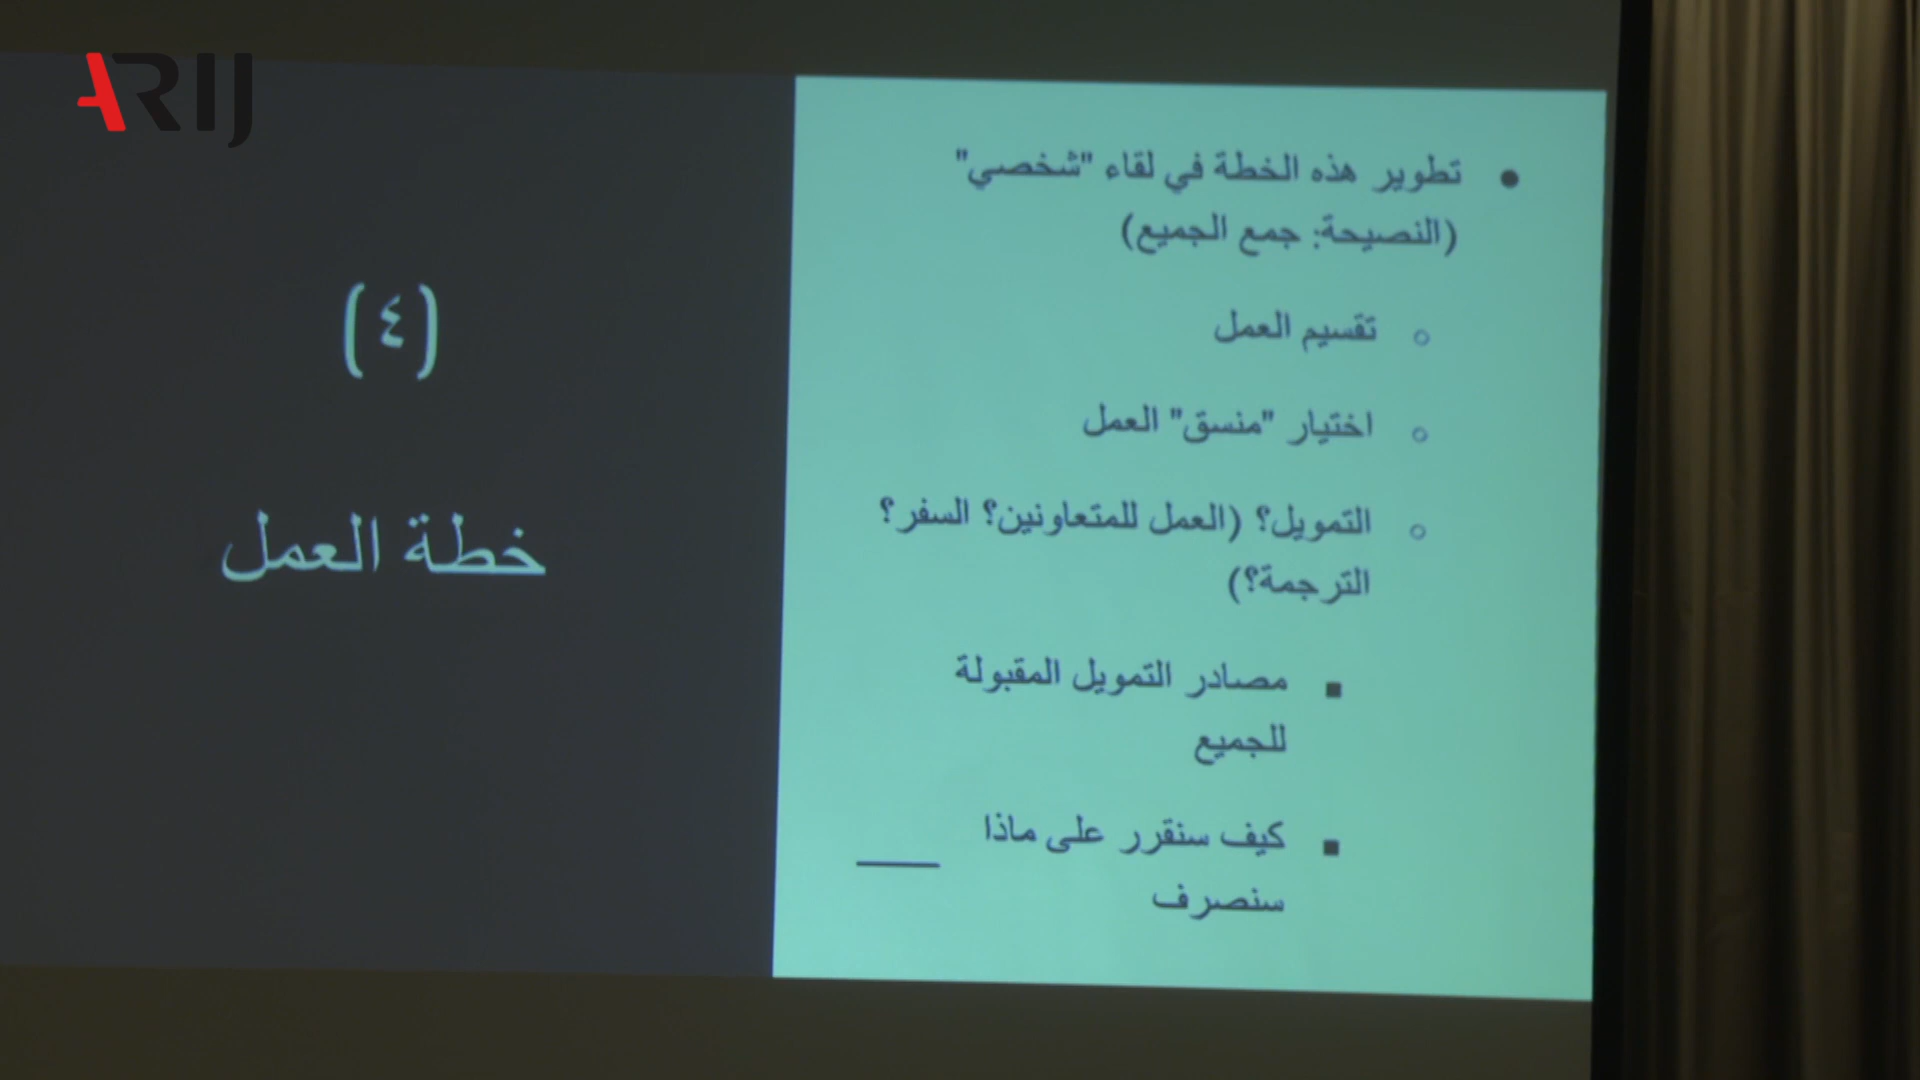 ARIJ
(٤)
خطة العمل
تطوير هذه الخطة في لقاء "شخصي"
(النصيحة: جمع الجميع)
تقسيم العمل
اختيار "منسق" العمل
التمويل؟ (العمل للمتعاونين؟ السفر؟
الترجمة؟)
مصادر التمويل المقبولة
للجميع
كيف سنقرر على ماذا
سنصرف